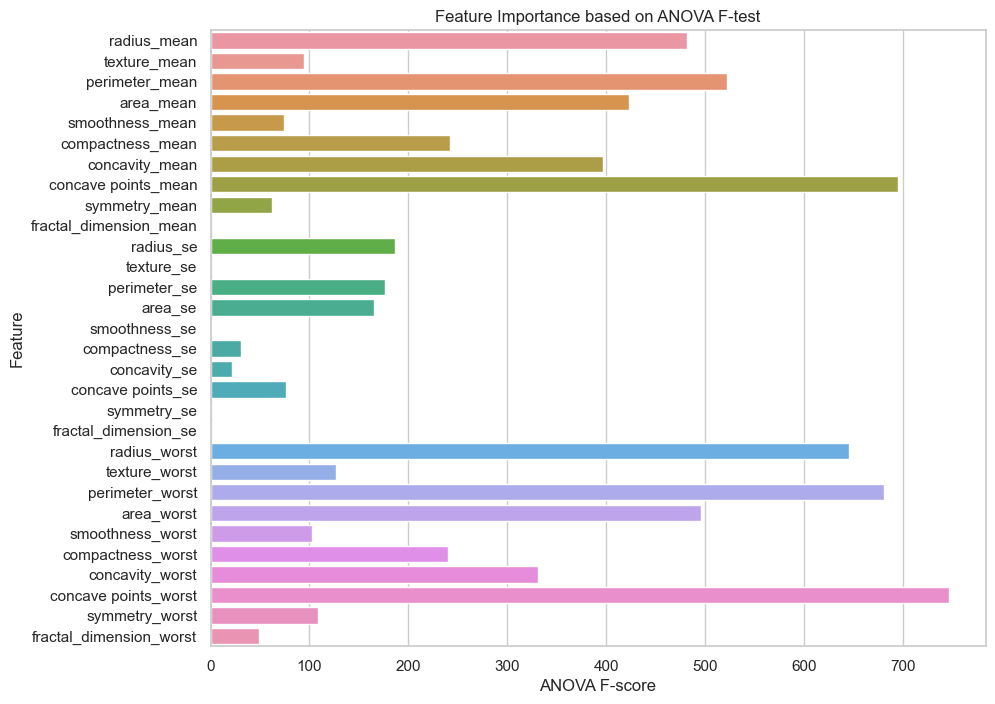 Feature Importance based on ANOVA F-test
radius_mean
texture_mean
perimeter_mean
area_mean
smoothness_mean
compactness_mean
concavity_mean
concave points_mean
symmetry_mean
fractal_dimension_mean
radius_se
texture_se
perimeter_se
area_se
smoothness_se
compactness_se
concavity_se
concave points_se
symmetry_se
fractal_dimension_se
radius_worst
texture_worst
perimeter_worst
area_worst
smoothness_worst
compactness_worst
concavity_worst
concave points_worst
symmetry_worst
fractal_dimension_worst
Feature
0 100 200 300 400 500 600 700
ANOVA F-score